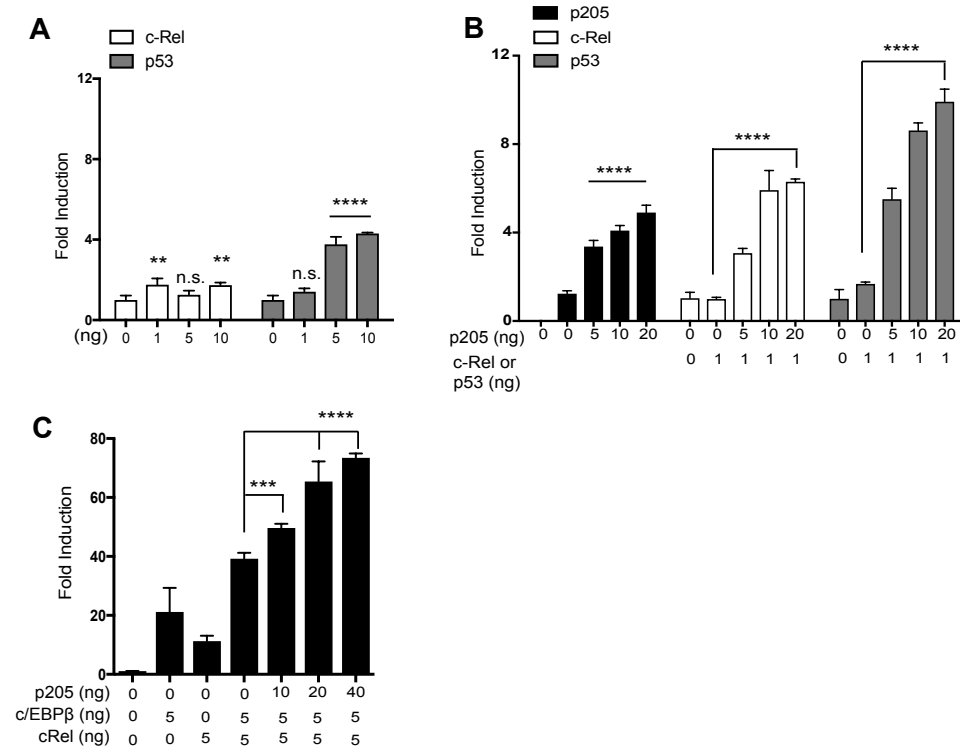 A
c-Rel
p53
12
8
4
0
Fold Induction
** n.s. ** n.s. ****
(ng) 0 1 5 10 0 1 5 10
B
p205
c-Rel
p53
12
8
4
0
Fold Induction
**** **** ****
p205 (ng) 0 0 5 10 20 0 0 5 10 20 0 0 5 10 20
c-Rel or
p53 (ng) 0 1 1 1 1 0 1 1 1 1
C
80
60
40
20
0
Fold Induction
*** ****
p205 (ng) 0 0 0 0 10 20 40
c/EBPβ (ng) 0 5 0 5 5 5 5
cRel (ng) 0 0 5 5 5 5 5